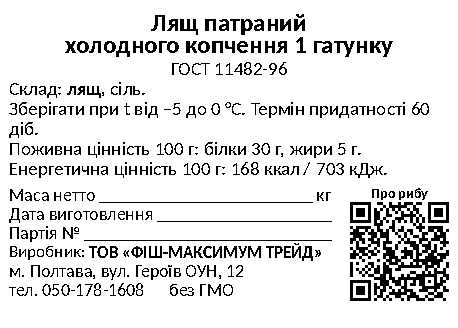 Лящ патраний
холодного копчення 1 гатунку
ГОСТ 11482-96
Склад: лящ, сіль.
Зберігати при t від –5 до 0 °С. Термін придатності 60
діб.
Поживна цінність 100 г: білки 30 г, жири 5 г.
Енергетична цінність 100 г: 168 ккал / 703 кДж.
Маса нетто ______________________ кг
Дата виготовлення __________________
Партія № __________________________
Про рибу
Виробник: ТОВ «ФІШ-МАКСИМУМ ТРЕЙД»
м. Полтава, вул. Героїв ОУН, 12
тел. 050-178-1608 без ГМО